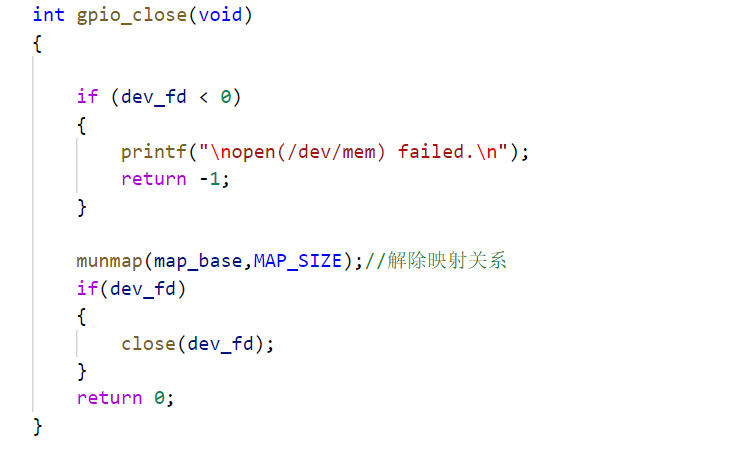 int gpio_close(void)
{
if (dev_fd < 0)
{
printf("\nopen(/dev/mem) failed.\n");
return -1;
}
munmap(map_base,MAP_SIZE);//解除映射关系
if(dev_fd)
{
close(dev_fd);
}
return 0;
}